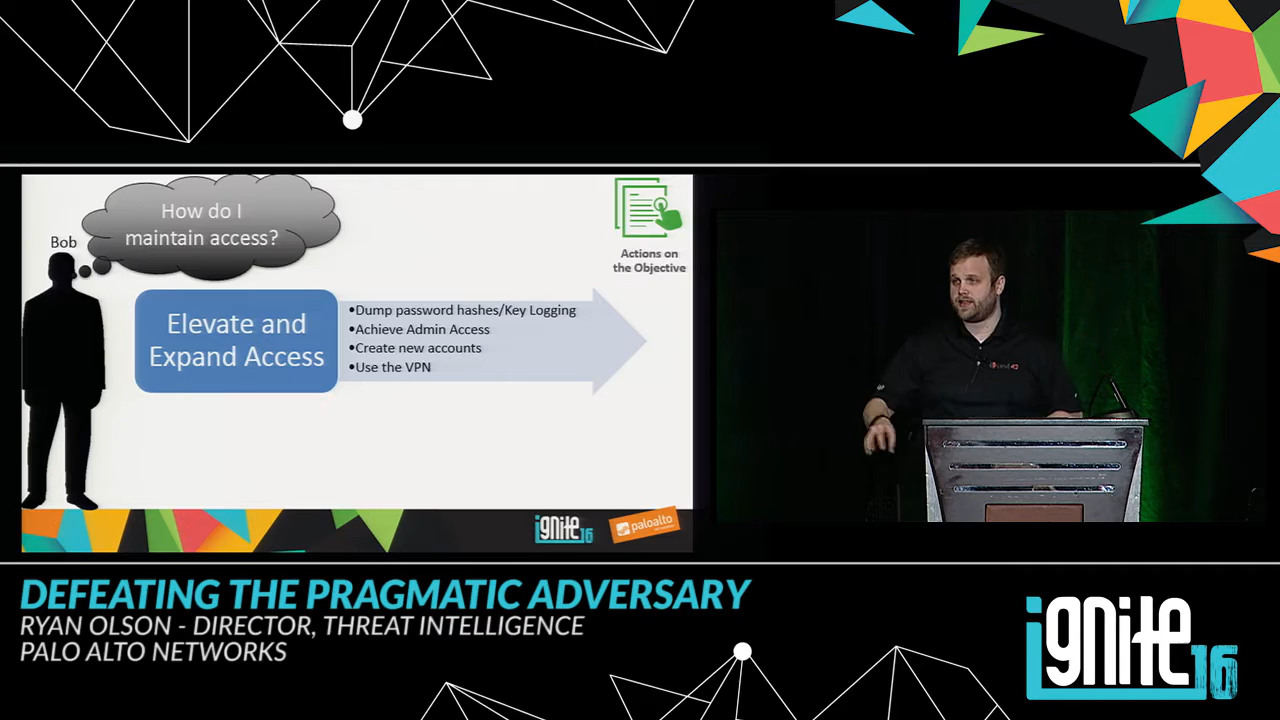 How do I
maintain access?
Bob
Actions on
the Objective
Elevate and
Expand Access
•Dump password hashes/Key Logging
•Achieve Admin Access
•Create new accounts
•Use the VPN
ignite16
paloalto
DEFEATING THE PRAGMATIC ADVERSARY
RYAN OLSON - DIRECTOR, THREAT INTELLIGENCE
PALO ALTO NETWORKS
ignite16